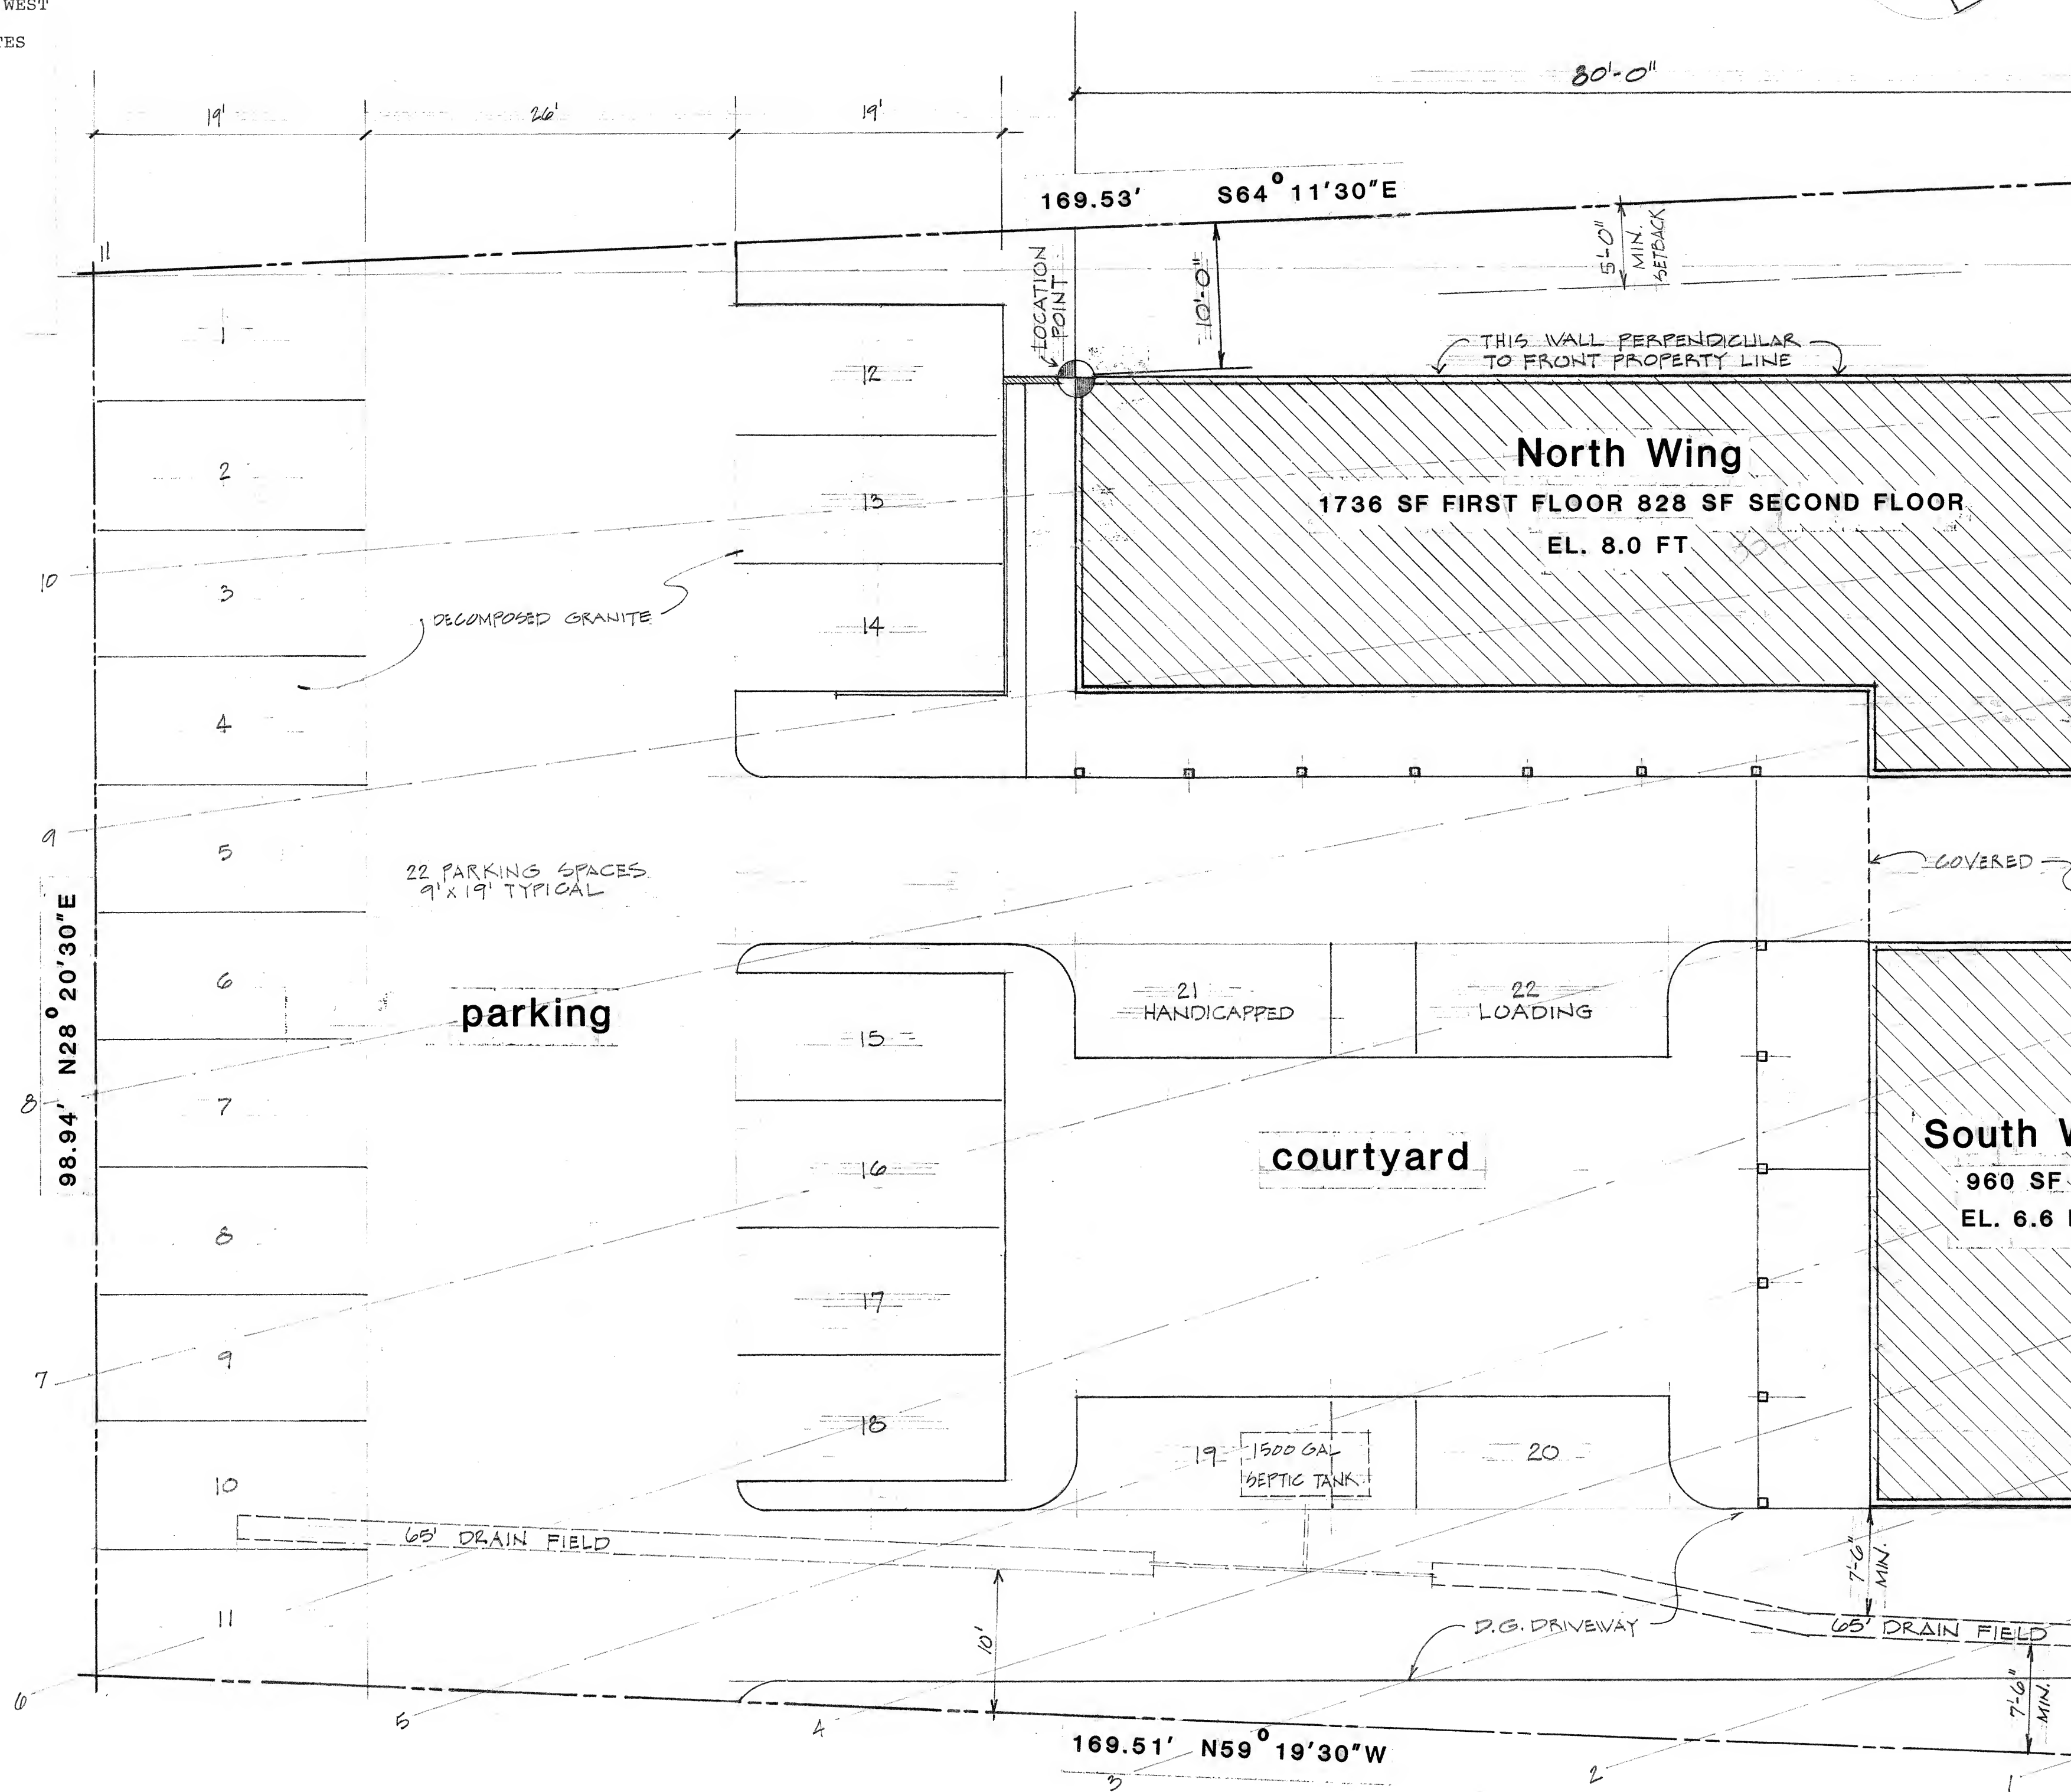 WEST
TES
80'-0"
19'
26'
19'
169.53'
S64° 11'30"E
11
LOCATION
POINT
10'-0"
5'-0"
MIN.
SETBACK
1
12
THIS WALL PERPENDICULAR
TO FRONT PROPERTY LINE
North Wing
1736 SF FIRST FLOOR 828 SF SECOND FLOOR
EL. 8.0 FT
2
13
10
3
DECOMPOSED GRANITE
14
4
9
5
22 PARKING SPACES
9'x19' TYPICAL
COVERED
98.94' N28° 20'30"E
6
parking
21
HANDICAPPED
22
LOADING
15
8
7
courtyard
South W
960 SF
EL. 6.6
16
8
17
7
9
18
19
1500 GAL
SEPTIC TANK
20
10
65' DRAIN FIELD
7'-6"
MIN.
11
10'
D.G. DRIVEWAY
65' DRAIN FIELD
7'-6"
MIN.
6
5
4
169.51' N59° 19'30"W
3
2
1